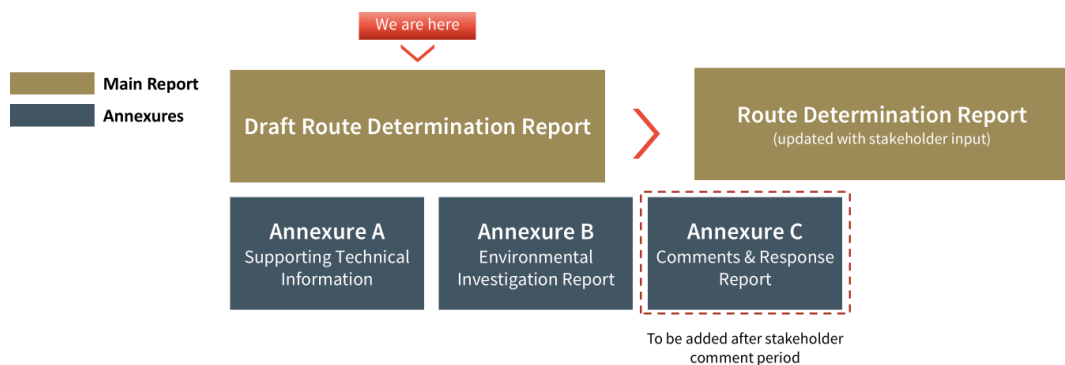 We are here
Main Report
Annexures
Draft Route Determination Report
Route Determination Report
(updated with stakeholder input)
Annexure A
Supporting Technical
Information
Annexure B
Environmental
Investigation Report
Annexure C
Comments & Response
Report
To be added after stakeholder
comment period